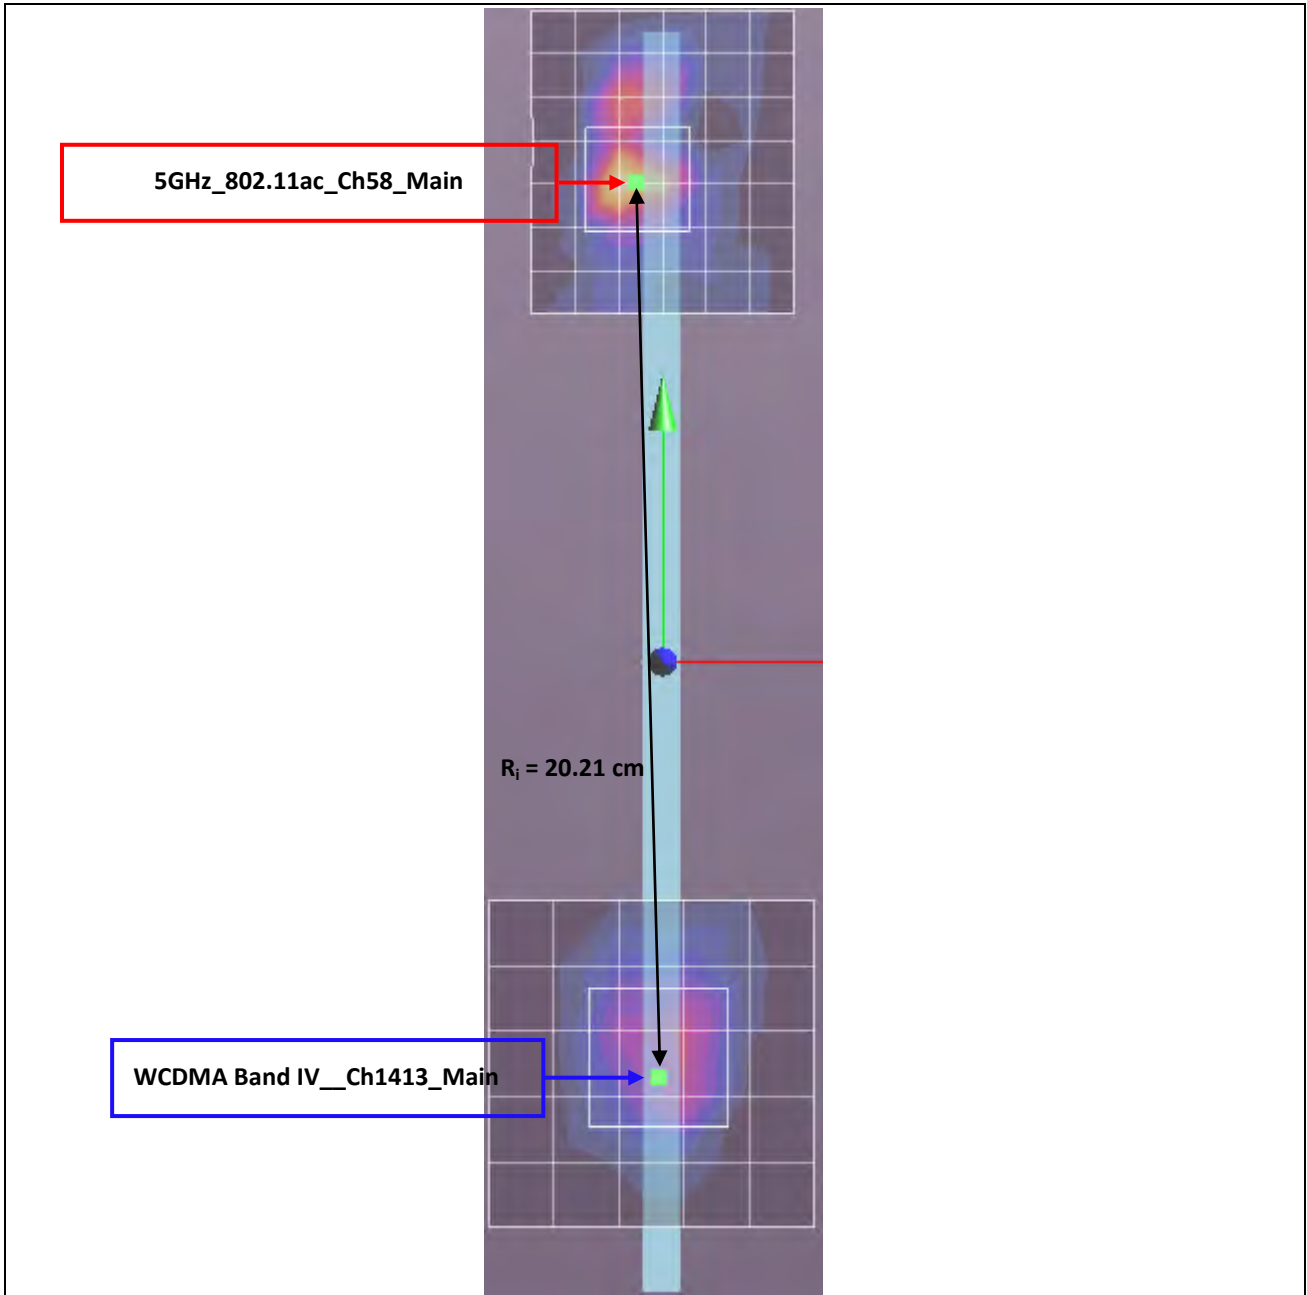 5GHz_802.11ac_Ch58_Main
Rᵢ = 20.21 cm
WCDMA Band IV__Ch1413_Main